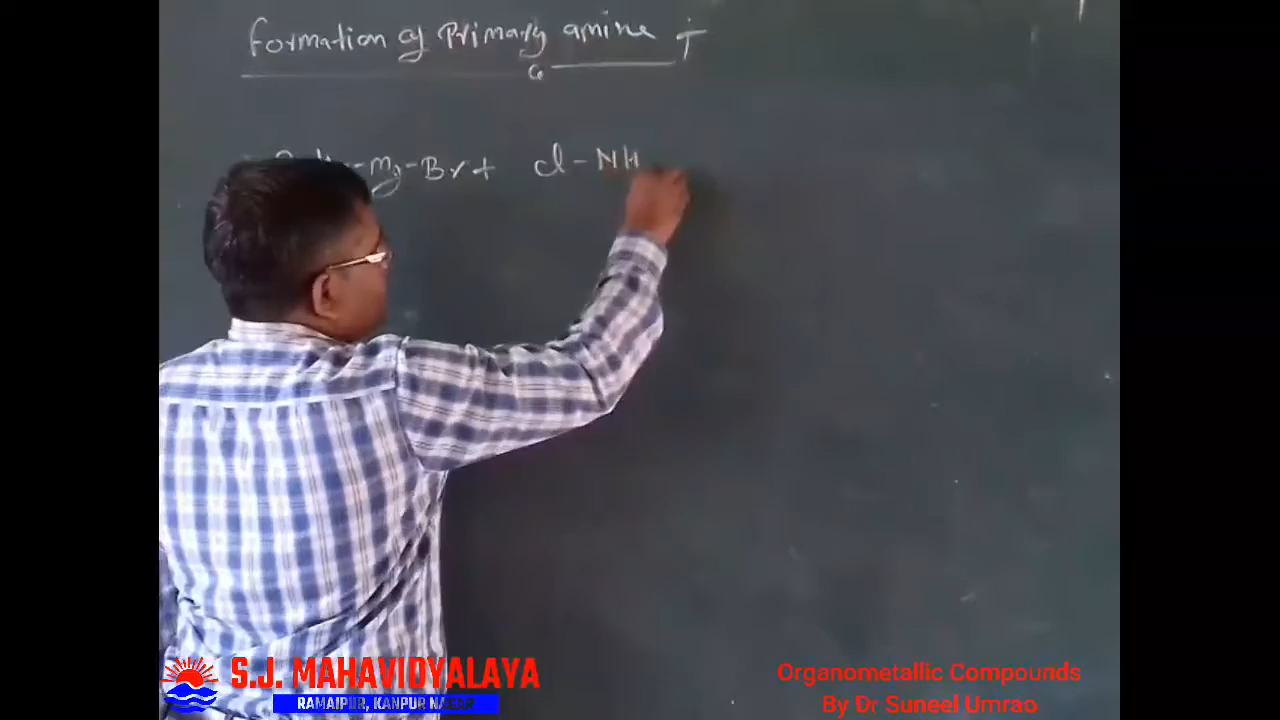 Formation of Primary amine
-Mg-Br + Cl-NH
S.J. MAHAVIDYALAYA
RAMAIPUR, KANPUR NAGAR
Organometallic Compounds
By Dr Suneel Umrao